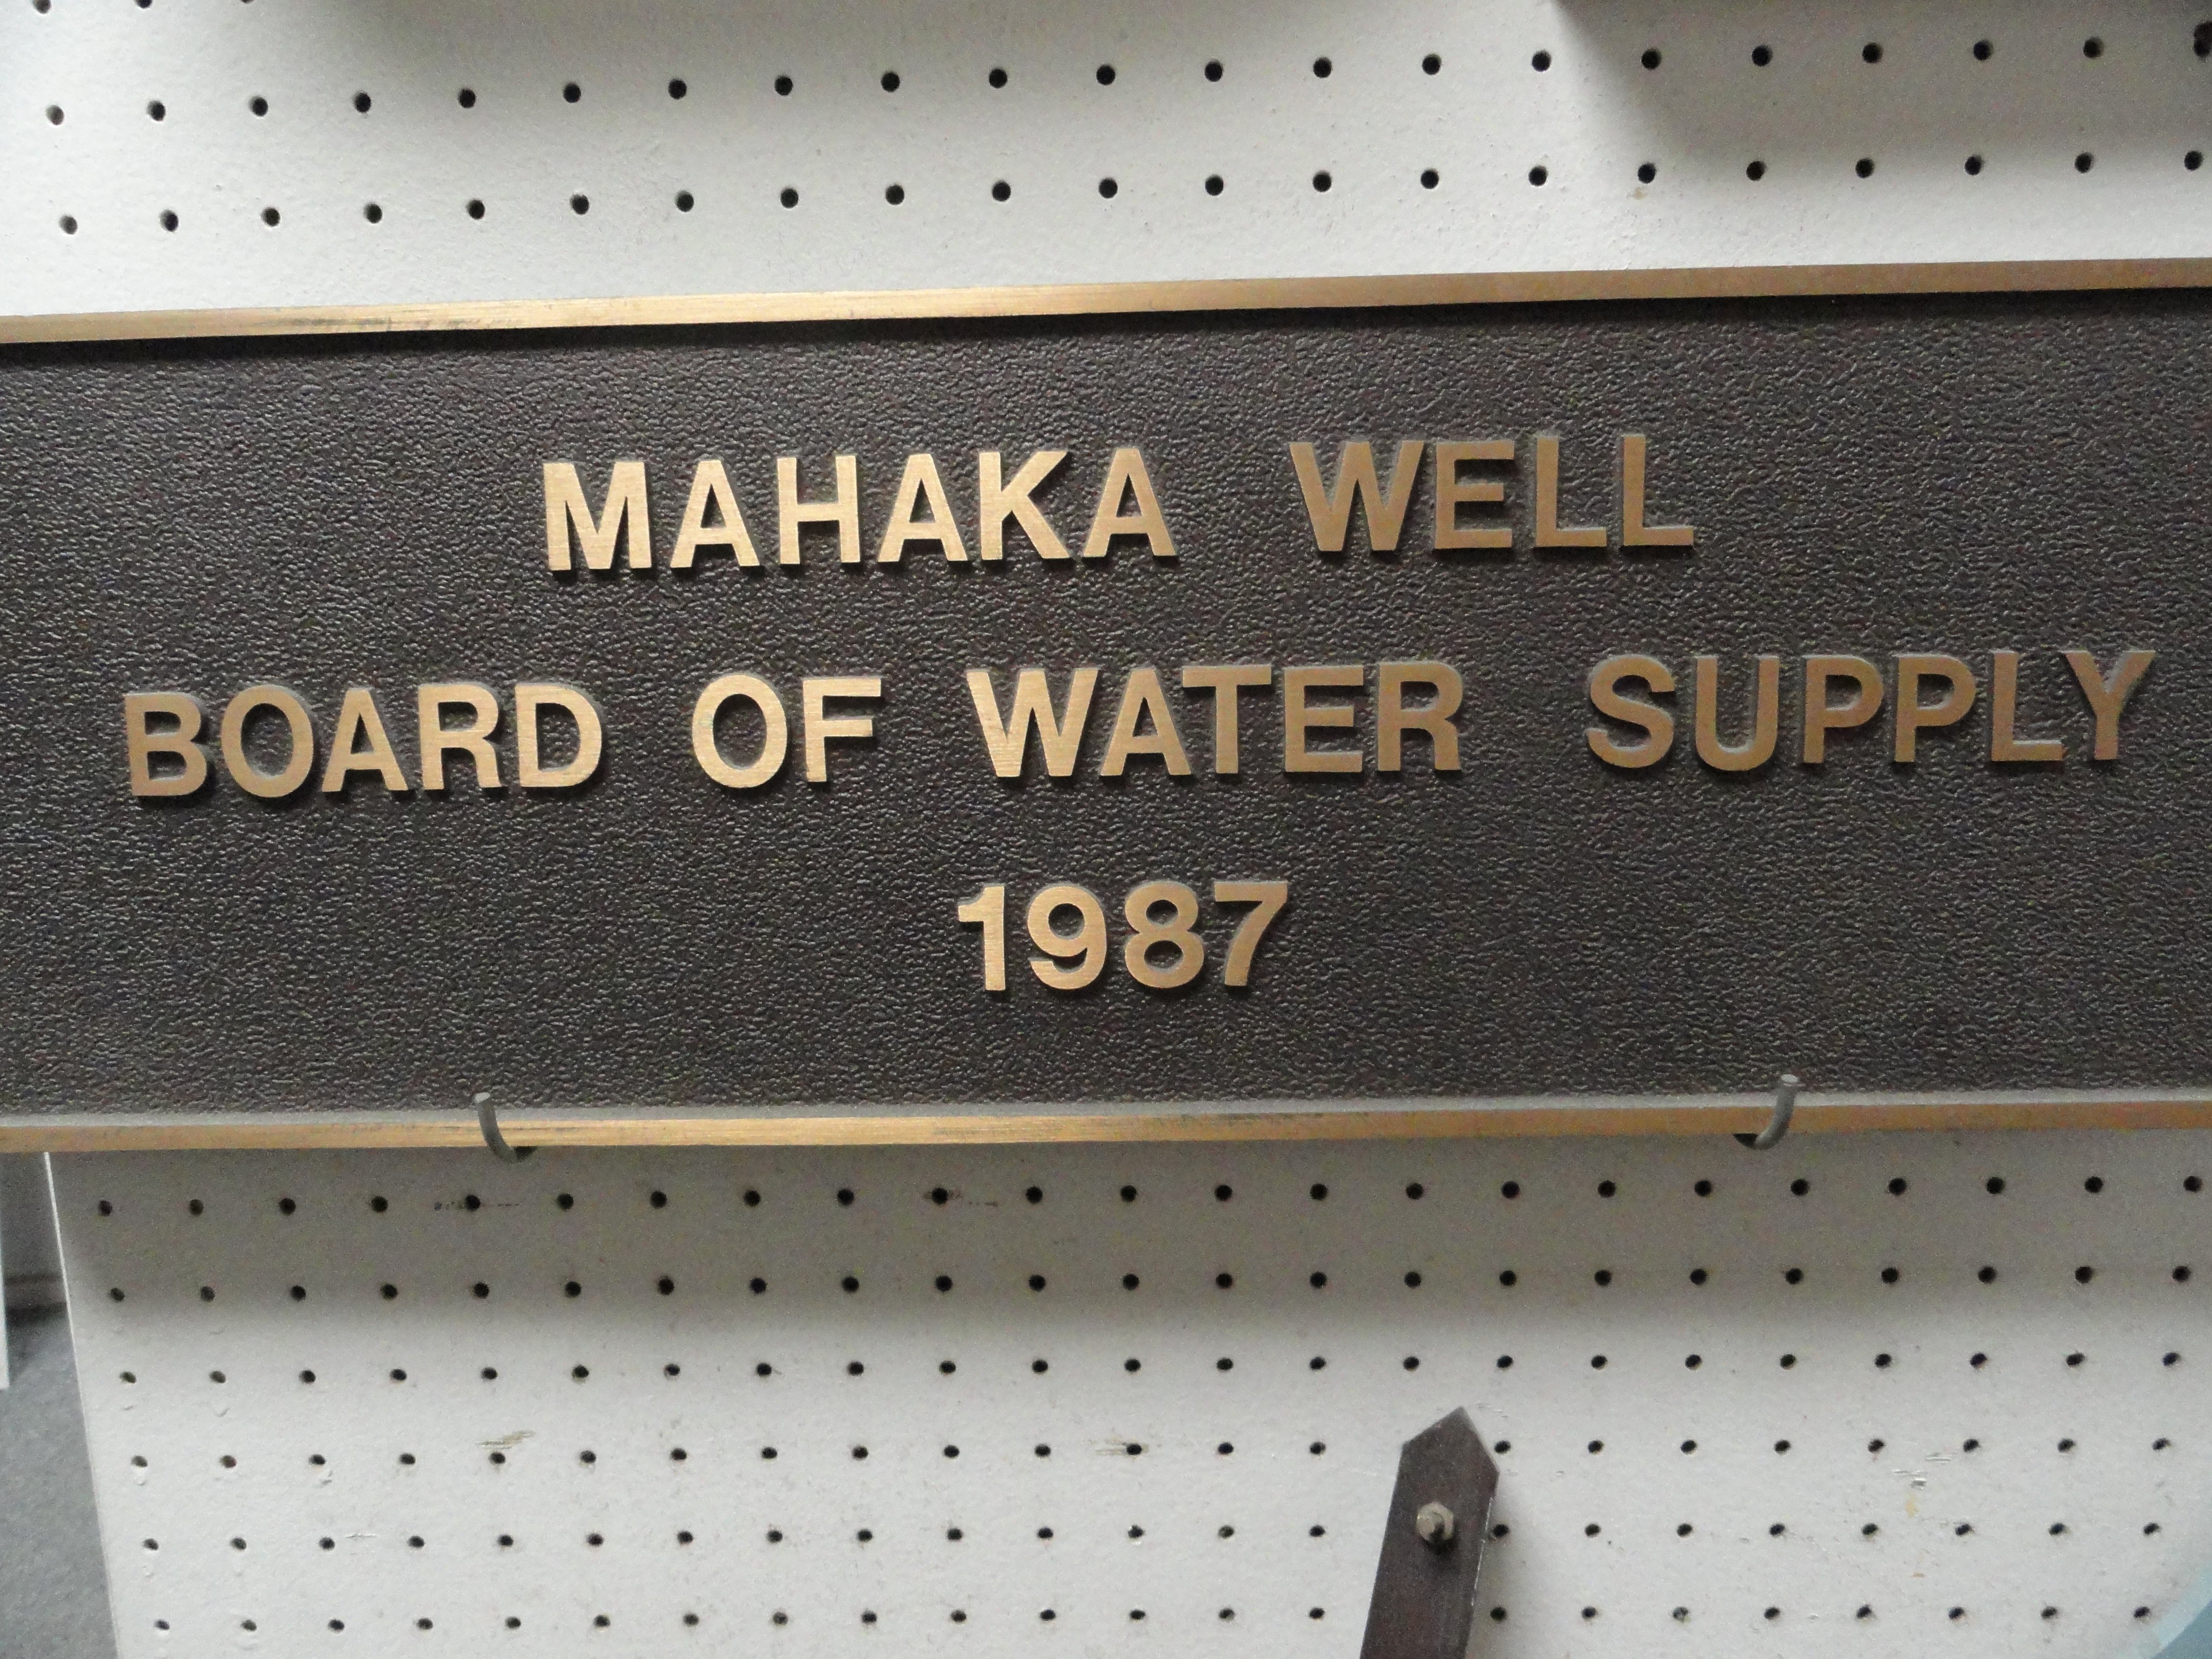 MAHAKA WELL
BOARD OF WATER SUPPLY
1987